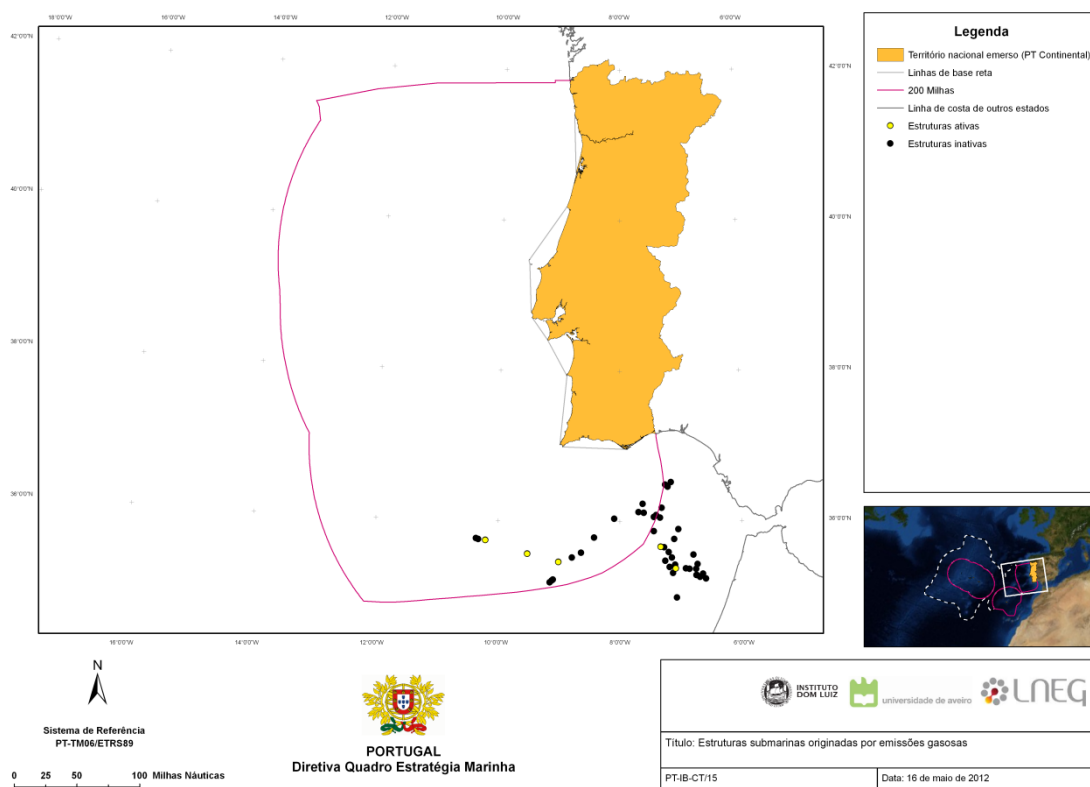 18°0'0"W
16°0'0"W
14°0'0"W
12°0'0"W
10°0'0"W
8°0'0"W
6°0'0"W
42°0'0"N
42°0'0"N
40°0'0"N
40°0'0"N
38°0'0"N
38°0'0"N
36°0'0"N
36°0'0"N
16°0'0"W
14°0'0"W
12°0'0"W
10°0'0"W
8°0'0"W
6°0'0"W
Legenda
Território nacional emerso (PT Continental)
Linhas de base reta
200 Milhas
Linha de costa de outros estados
Estruturas ativas
Estruturas inativas
N
Sistema de Referência
PT-TM06/ETRS89
0 25 50 100 Milhas Náuticas
PORTUGAL
Diretiva Quadro Estratégia Marinha
INSTITUTO
DOM LUIZ
universidade de aveiro
LNEG
Título: Estruturas submarinas originadas por emissões gasosas
PT-IB-CT/15
Data: 16 de maio de 2012